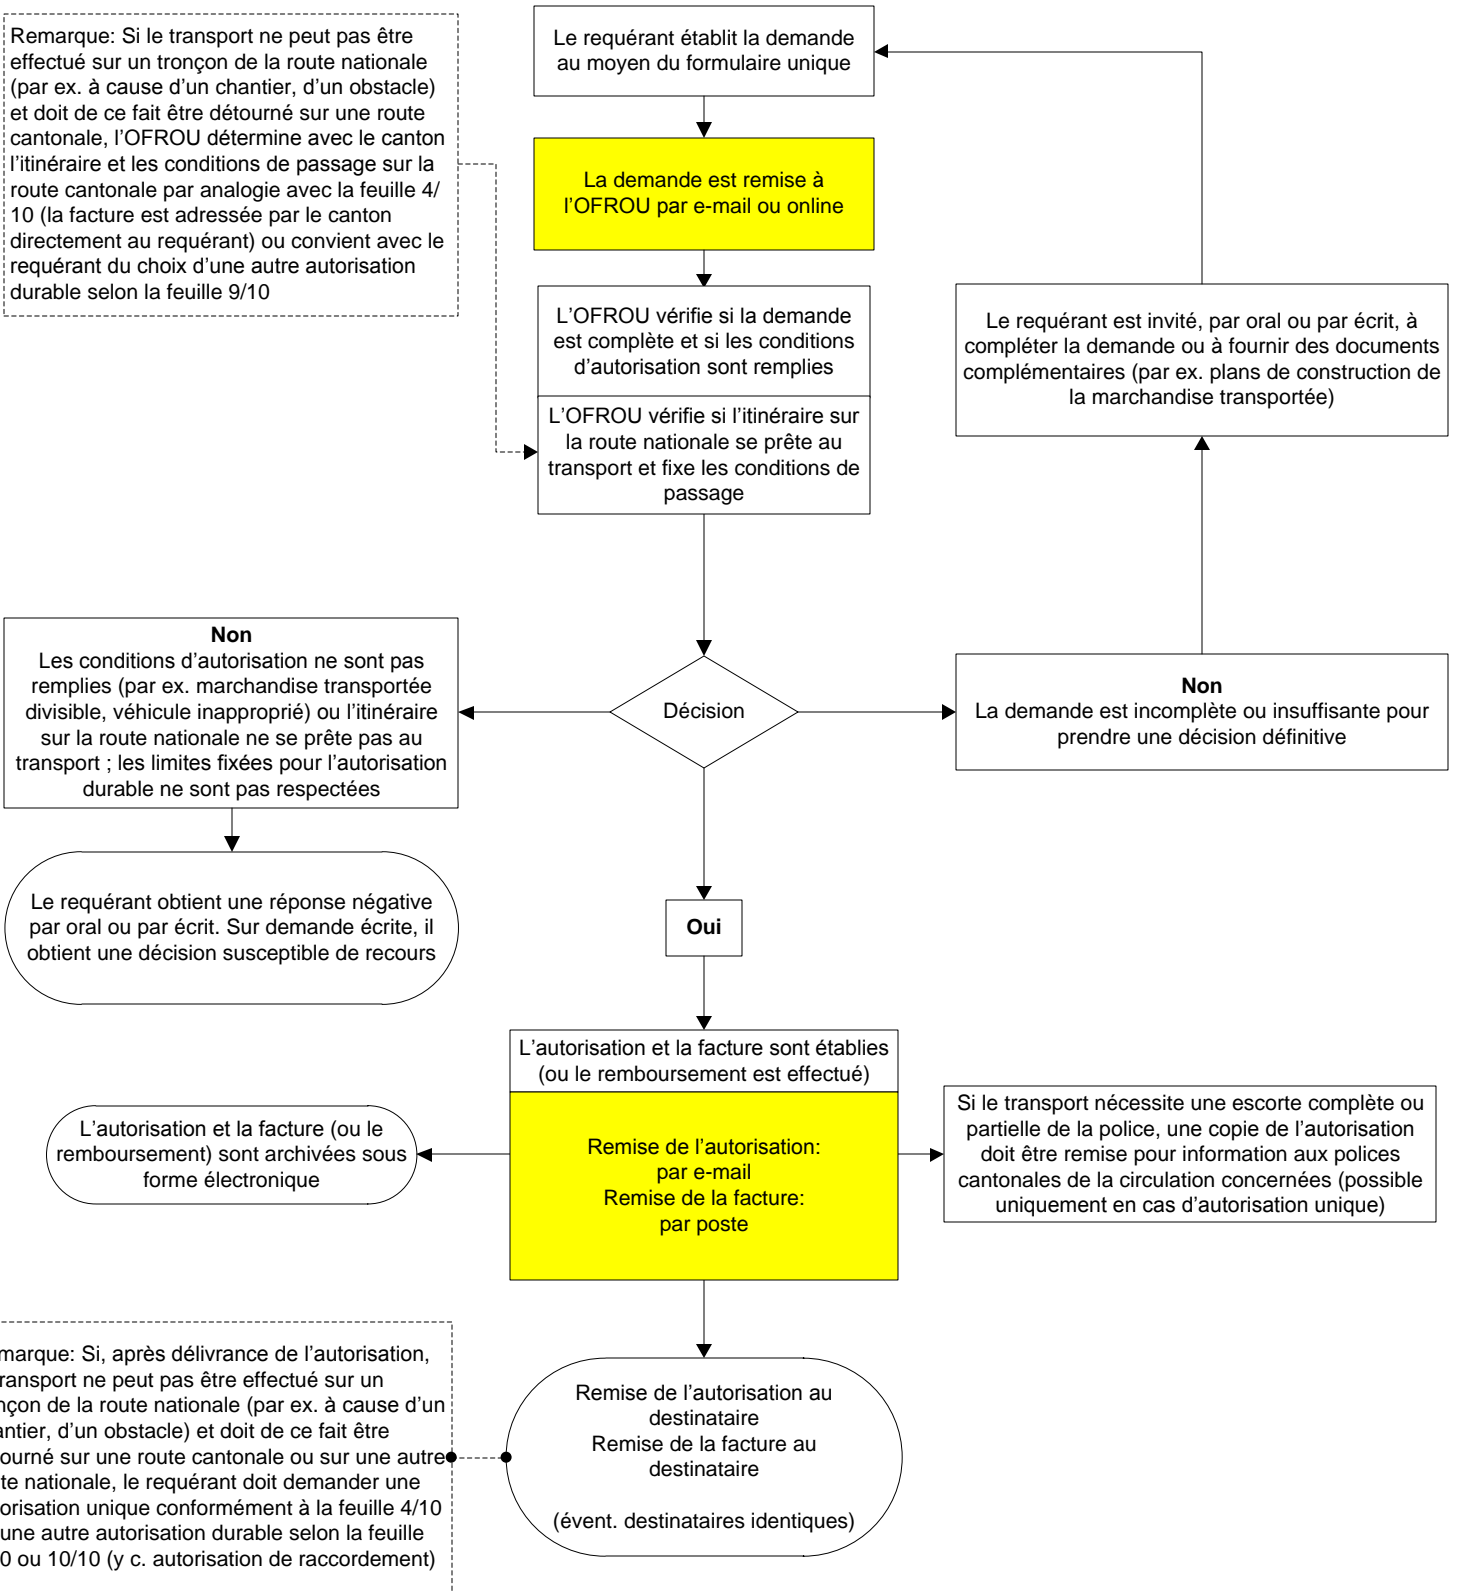 Remarque: Si le transport ne peut pas être
effectué sur un tronçon de la route nationale
(par ex. à cause d’un chantier, d’un obstacle)
et doit de ce fait être détourné sur une route
cantonale, l’OFROU détermine avec le canton
l’itinéraire et les conditions de passage sur la
route cantonale par analogie avec la feuille 4/
10 (la facture est adressée par le canton
directement au requérant) ou convient avec le
requérant du choix d’une autre autorisation
durable selon la feuille 9/10
Le requérant établit la demande
au moyen du formulaire unique
La demande est remise à
l’OFROU par e-mail ou online
L’OFROU vérifie si la demande
est complète et si les conditions
d’autorisation sont remplies
L’OFROU vérifie si l’itinéraire sur
la route nationale se prête au
transport et fixe les conditions de
passage
Le requérant est invité, par oral ou par écrit, à
compléter la demande ou à fournir des documents
complémentaires (par ex. plans de construction de
la marchandise transportée)
Non
Les conditions d’autorisation ne sont pas
remplies (par ex. marchandise transportée
divisible, véhicule inapproprié) ou l’itinéraire
sur la route nationale ne se prête pas au
transport ; les limites fixées pour l’autorisation
durable ne sont pas respectées
Décision
Non
La demande est incomplète ou insuffisante pour
prendre une décision définitive
Le requérant obtient une réponse négative
par oral ou par écrit. Sur demande écrite, il
obtient une décision susceptible de recours
Oui
L’autorisation et la facture sont établies
(ou le remboursement est effectué)
L’autorisation et la facture (ou le
remboursement) sont archivées sous
forme électronique
Remise de l’autorisation:
par e-mail
Remise de la facture:
par poste
Si le transport nécessite une escorte complète ou
partielle de la police, une copie de l’autorisation
doit être remise pour information aux polices
cantonales de la circulation concernées (possible
uniquement en cas d’autorisation unique)
marque: Si, après délivrance de l’autorisation,
ransport ne peut pas être effectué sur un
nçon de la route nationale (par ex. à cause d’un
antier, d’un obstacle) et doit de ce fait être
ourné sur une route cantonale ou sur une autre
te nationale, le requérant doit demander une
orisation unique conformément à la feuille 4/10
une autre autorisation durable selon la feuille
0 ou 10/10 (y c. autorisation de raccordement)
Remise de l’autorisation au
destinataire
Remise de la facture au
destinataire
(évent. destinataires identiques)